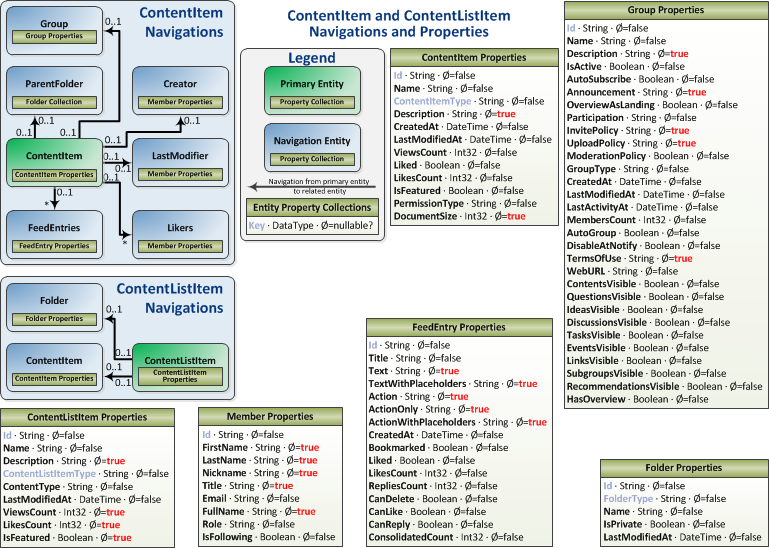 ContentItem
Navigations
Group
Group Properties
0..1
ParentFolder
Folder Collection
Creator
Member Properties
0..1
0..1
0..1
0..1
ContentItem
ContentItem Properties
0..1
0..1
0..1
LastModifier
Member Properties
0..1
0..1
*
*
FeedEntries
FeedEntry Properties
Likers
Member Properties
ContentListItem
Navigations
Folder
Folder Properties
0..1
0..1
ContentItem
ContentItem Properties
0..1
0..1
ContentListItem
ContentListItem
Properties
ContentItem and ContentListItem
Navigations and Properties
Legend
Primary Entity
Property Collection
Navigation Entity
Property Collection
Navigation from primary entity
to related entity
Entity Property Collections
Key · DataType · Ø=nullable?
ContentItem Properties
Id · String · Ø=false
Name · String · Ø=false
ContentItemType · String · Ø=false
Description · String · Ø=true
CreatedAt · DateTime · Ø=false
LastModifiedAt · DateTime · Ø=false
ViewsCount · Int32 · Ø=false
Liked · Boolean · Ø=false
LikesCount · Int32 · Ø=false
IsFeatured · Boolean · Ø=false
PermissionType · String · Ø=false
DocumentSize · Int32 · Ø=true
Group Properties
Id · String · Ø=false
Name · String · Ø=false
Description · String · Ø=true
IsActive · Boolean · Ø=false
AutoSubscribe · Boolean · Ø=false
Announcement · String · Ø=true
OverviewAsLanding · Boolean · Ø=false
Participation · String · Ø=false
InvitePolicy · String · Ø=true
UploadPolicy · String · Ø=true
ModerationPolicy · Boolean · Ø=false
GroupType · String · Ø=false
CreatedAt · DateTime · Ø=false
LastModifiedAt · DateTime · Ø=false
LastActivityAt · DateTime · Ø=false
MembersCount · Int32 · Ø=false
AutoGroup · Boolean · Ø=false
DisableAtNotify · Boolean · Ø=false
TermsOfUse · String · Ø=true
WebURL · String · Ø=false
ContentsVisible · Boolean · Ø=false
QuestionsVisible · Boolean · Ø=false
IdeasVisible · Boolean · Ø=false
DiscussionsVisible · Boolean · Ø=false
TasksVisible · Boolean · Ø=false
EventsVisible · Boolean · Ø=false
LinksVisible · Boolean · Ø=false
SubgroupsVisible · Boolean · Ø=false
RecommendationsVisible · Boolean · Ø=false
HasOverview · Boolean · Ø=false
ContentListItem Properties
Id · String · Ø=false
Name · String · Ø=false
Description · String · Ø=true
ContentListItemType · String · Ø=false
ContentType · String · Ø=false
LastModifiedAt · DateTime · Ø=false
ViewsCount · Int32 · Ø=true
LikesCount · Int32 · Ø=true
IsFeatured · Boolean · Ø=true
Member Properties
Id · String · Ø=false
FirstName · String · Ø=true
LastName · String · Ø=true
Nickname · String · Ø=true
Title · String · Ø=true
Email · String · Ø=false
FullName · String · Ø=true
Role · String · Ø=false
IsFollowing · Boolean · Ø=false
FeedEntry Properties
Id · String · Ø=false
Title · String · Ø=false
Text · String · Ø=true
TextWithPlaceholders · String · Ø=true
Action · String · Ø=true
ActionOnly · String · Ø=true
ActionWithPlaceholders · String · Ø=true
CreatedAt · DateTime · Ø=false
Bookmarked · Boolean · Ø=false
Liked · Boolean · Ø=false
LikesCount · Int32 · Ø=false
RepliesCount · Int32 · Ø=false
CanDelete · Boolean · Ø=false
CanLike · Boolean · Ø=false
CanReply · Boolean · Ø=false
ConsolidatedCount · Int32 · Ø=false
Folder Properties
Id · String · Ø=false
FolderType · String · Ø=false
Name · String · Ø=false
IsPrivate · Boolean · Ø=false
LastModifiedAt · DateTime · Ø=false